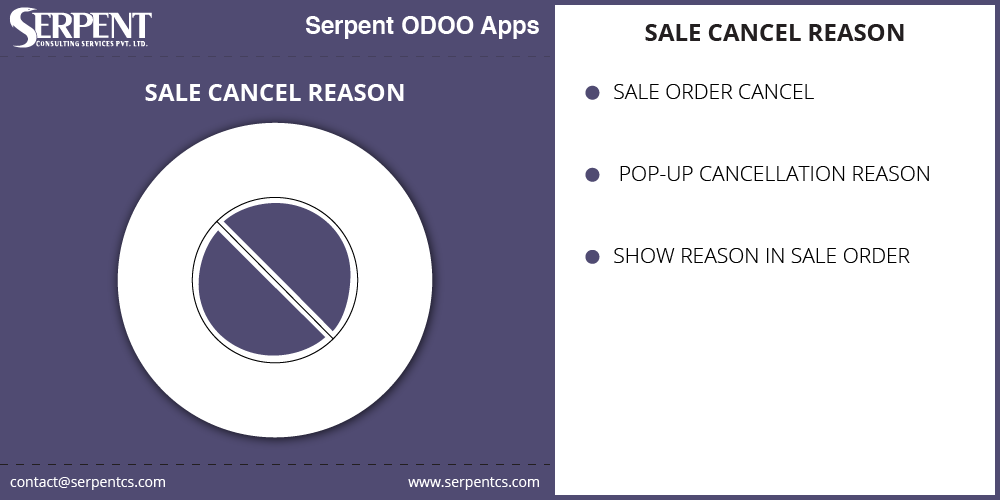 SERPENT
CONSULTING SERVICES PVT. LTD.
Serpent ODOO Apps
SALE CANCEL REASON
contact@serpentcs.com
www.serpentcs.com
SALE CANCEL REASON
SALE ORDER CANCEL
POP-UP CANCELLATION REASON
SHOW REASON IN SALE ORDER